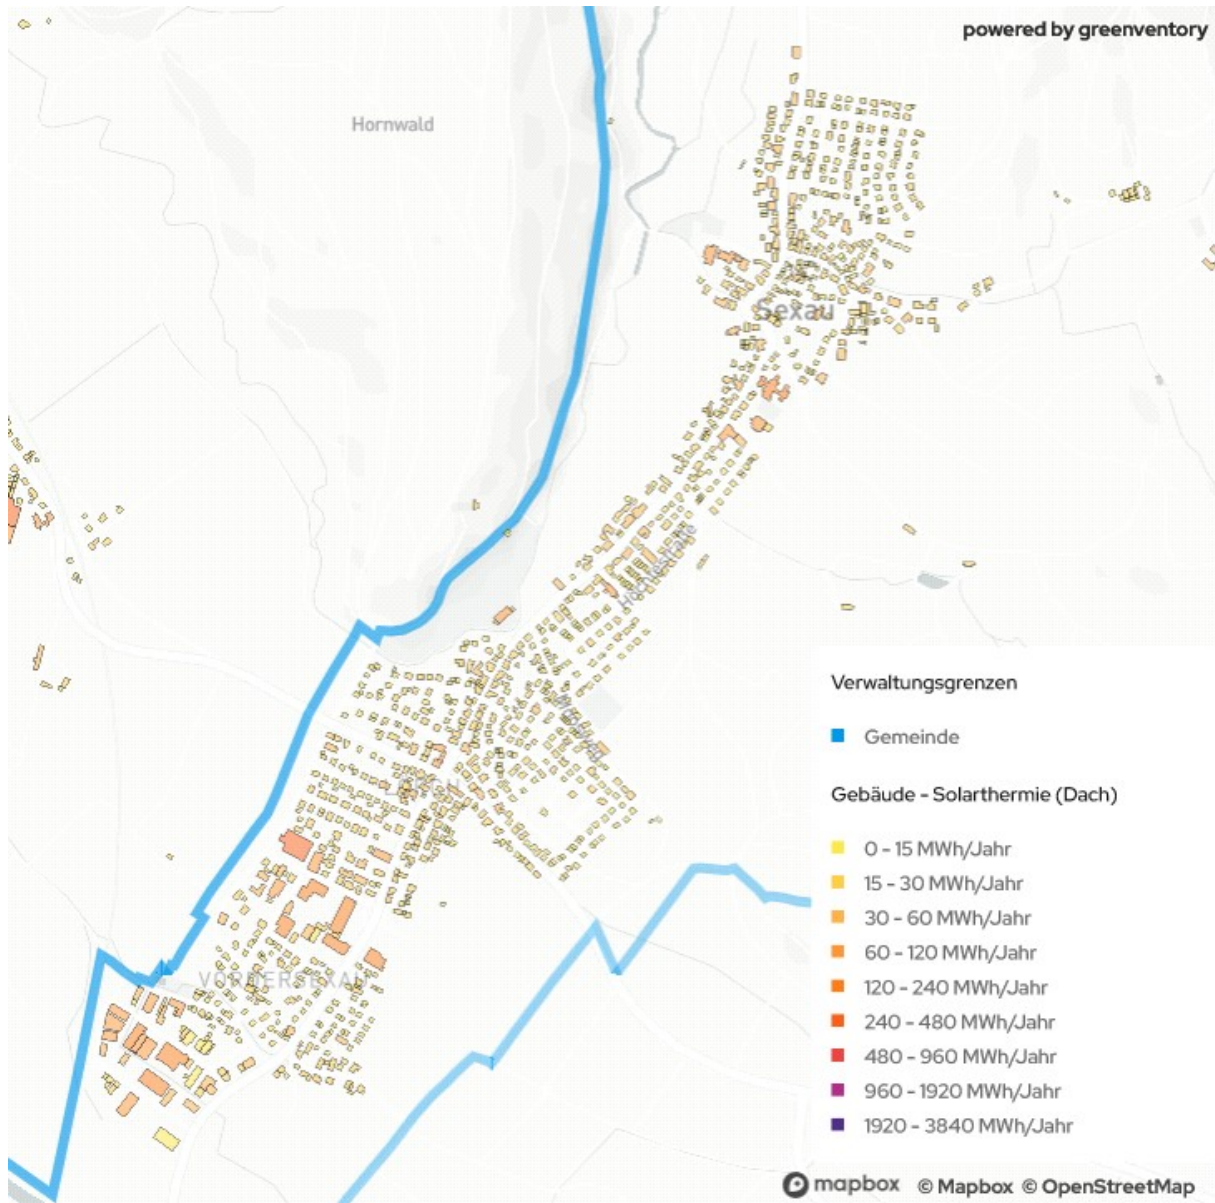 powered by greenventory
Hornwald
Sexau
Hochfeststraße
VORDERSEXAU
Verwaltungsgrenzen
Gemeinde
Gebäude - Solarthermie (Dach)
0 - 15 MWh/Jahr
15 - 30 MWh/Jahr
30 - 60 MWh/Jahr
60 - 120 MWh/Jahr
120 - 240 MWh/Jahr
240 - 480 MWh/Jahr
480 - 960 MWh/Jahr
960 - 1920 MWh/Jahr
1920 - 3840 MWh/Jahr
mapbox © Mapbox © OpenStreetMap